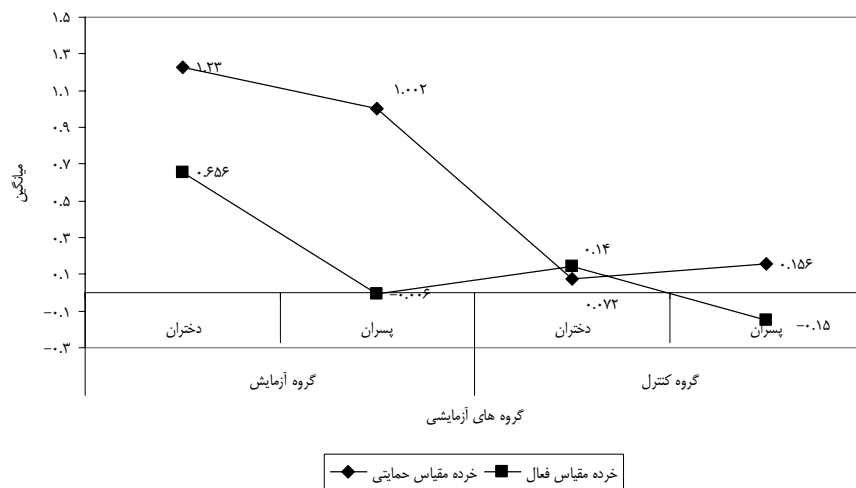 ۱.۵
۱.۳
۱.۱
۰.۹
۰.۷
۰.۵
۰.۳
۰.۱
−۰.۱
−۰.۳
میانگین
۱.۲۳
۱.۰۰۲
۰.۶۵۶
−۰.۰۰۶
۰.۱۴
۰.۰۷۲
۰.۱۵۶
−۰.۱۵
دختران
پسران
دختران
پسران
گروه آزمایش
گروه کنترل
گروه های آزمایشی
خرده مقیاس حمایتی
خرده مقیاس فعال